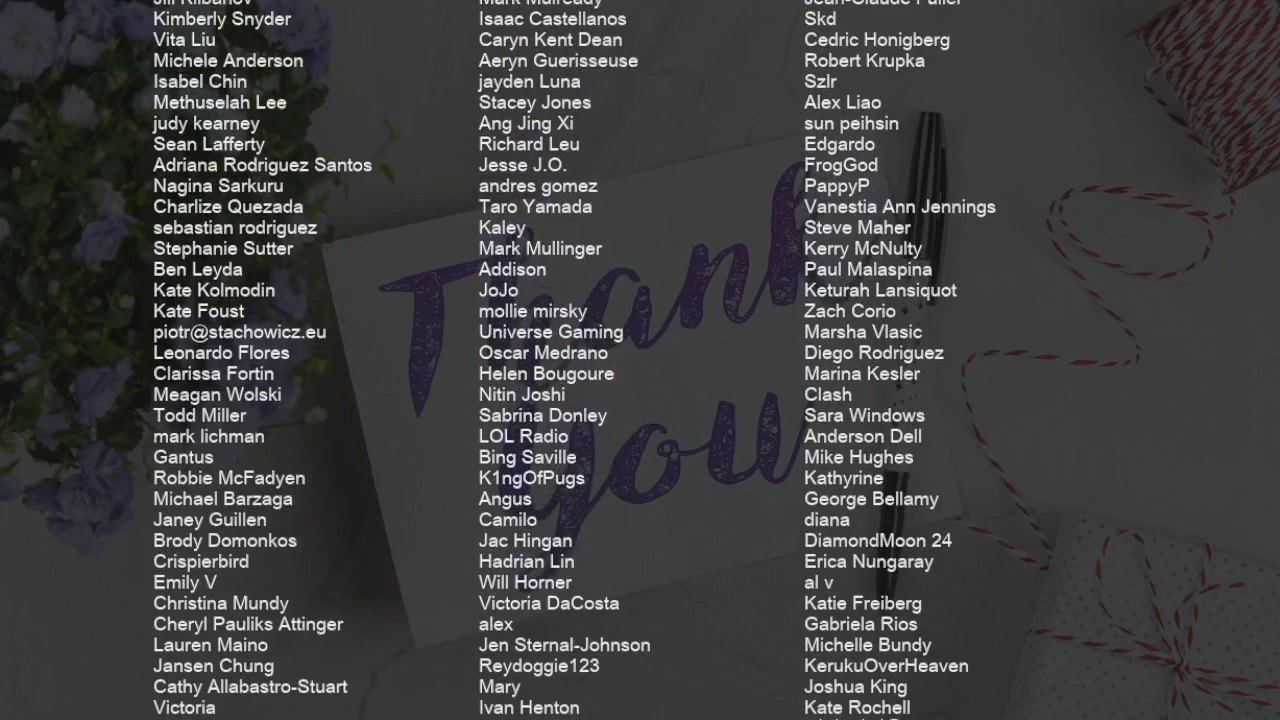 Kimberly Snyder
Vita Liu
Michele Anderson
Isabel Chin
Methuselah Lee
judy kearney
Sean Lafferty
Adriana Rodriguez Santos
Nagina Sarkuru
Charlize Quezada
sebastian rodriguez
Stephanie Sutter
Ben Leyda
Kate Kolmodin
Kate Foust
piotr@stachowicz.eu
Leonardo Flores
Clarissa Fortin
Meagan Wolski
Todd Miller
mark lichman
Gantus
Robbie McFadyen
Michael Barzaga
Janey Guillen
Brody Domonkos
Crispierbird
Emily V
Christina Mundy
Cheryl Pauliks Attinger
Lauren Maino
Jansen Chung
Cathy Allabastro-Stuart
Victoria
Isaac Castellanos
Caryn Kent Dean
Aeryn Guerisseuse
jayden Luna
Stacey Jones
Ang Jing Xi
Richard Leu
Jesse J.O.
andres gomez
Taro Yamada
Kaley
Mark Mullinger
Addison
JoJo
mollie mirsky
Universe Gaming
Oscar Medrano
Helen Bougoure
Nitin Joshi
Sabrina Donley
LOL Radio
Bing Saville
K1ngOfPugs
Angus
Camilo
Jac Hingan
Hadrian Lin
Will Horner
Victoria DaCosta
alex
Jen Sternal-Johnson
Reydoggie123
Mary
Ivan Henton
Skd
Cedric Honigberg
Robert Krupka
Szlr
Alex Liao
sun peihsin
Edgardo
FrogGod
PappyP
Vanestia Ann Jennings
Steve Maher
Kerry McNulty
Paul Malaspina
Keturah Lansiquot
Zach Corio
Marsha Vlasic
Diego Rodriguez
Marina Kesler
Clash
Sara Windows
Anderson Dell
Mike Hughes
Kathyrine
George Bellamy
diana
DiamondMoon 24
Erica Nungaray
al v
Katie Freiberg
Gabriela Rios
Michelle Bundy
KerukuOverHeaven
Joshua King
Kate Rochell
Thank
you